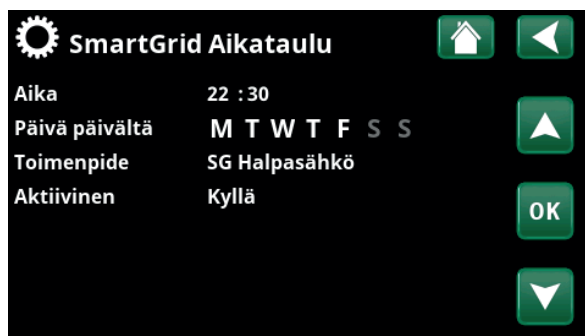 SmartGrid Aikataulu
Aika 22 :30
Päivä päivältä M T W T F S S
Toimenpide SG Halpasähkö
Aktiivinen Kyllä
OK